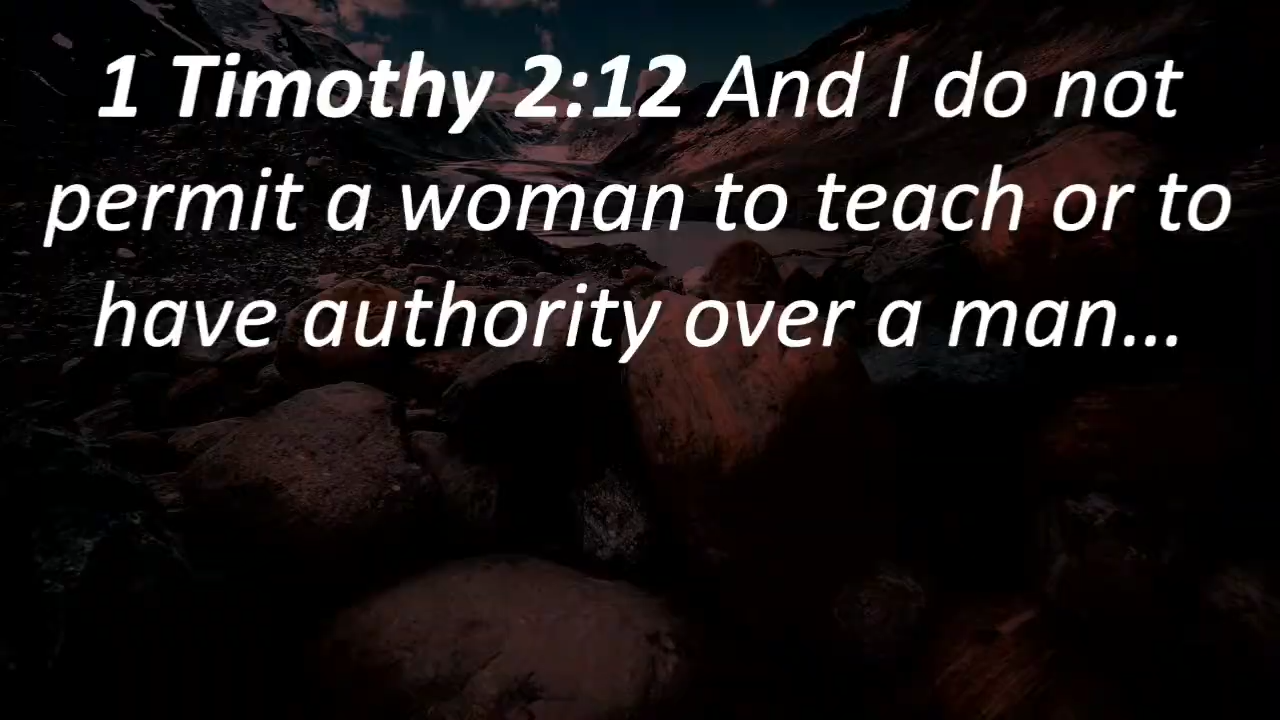 1 Timothy 2:12 And I do not
permit a woman to teach or to
have authority over a man...